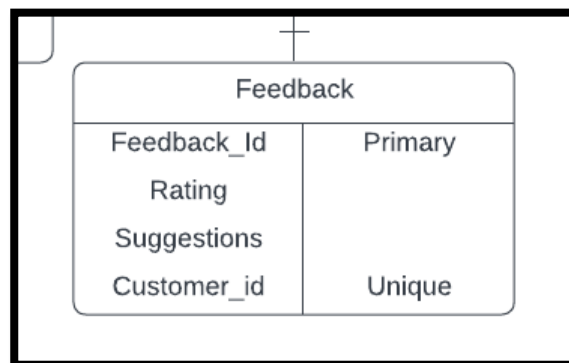 Feedback
Feedback_Id Primary
Rating
Suggestions
Customer_id Unique